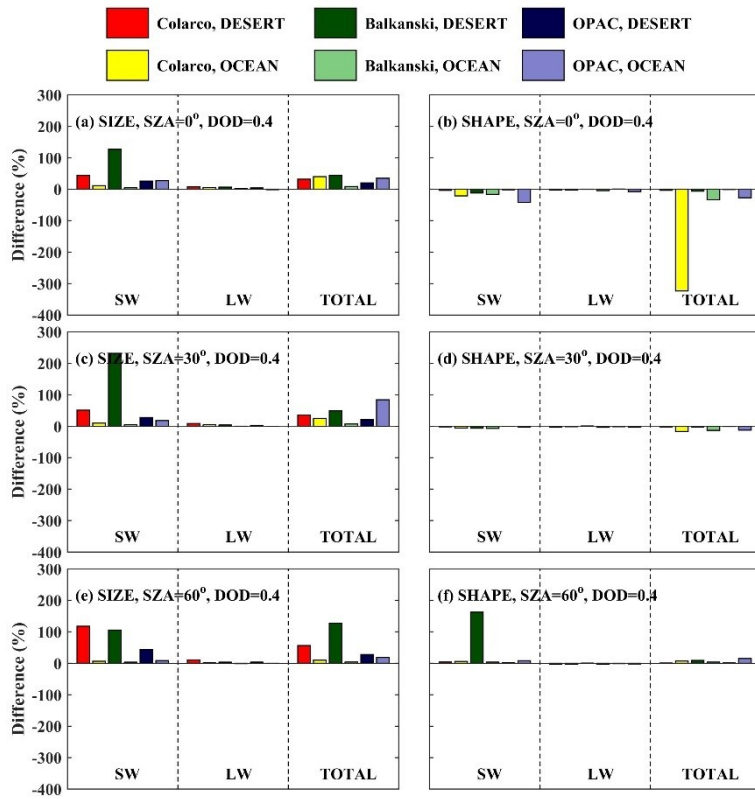 Colarco, DESERT Balkanski, DESERT OPAC, DESERT
Colarco, OCEAN Balkanski, OCEAN OPAC, OCEAN
300
200
100
0
-100
-200
-300
-400
Difference (%)
(a) SIZE, SZA=0°, DOD=0.4
SW LW TOTAL
(b) SHAPE, SZA=0°, DOD=0.4
SW LW TOTAL
300
200
100
0
-100
-200
-300
-400
Difference (%)
(c) SIZE, SZA=30°, DOD=0.4
SW LW TOTAL
(d) SHAPE, SZA=30°, DOD=0.4
SW LW TOTAL
300
200
100
0
-100
-200
-300
-400
Difference (%)
(e) SIZE, SZA=60°, DOD=0.4
SW LW TOTAL
(f) SHAPE, SZA=60°, DOD=0.4
SW LW TOTAL